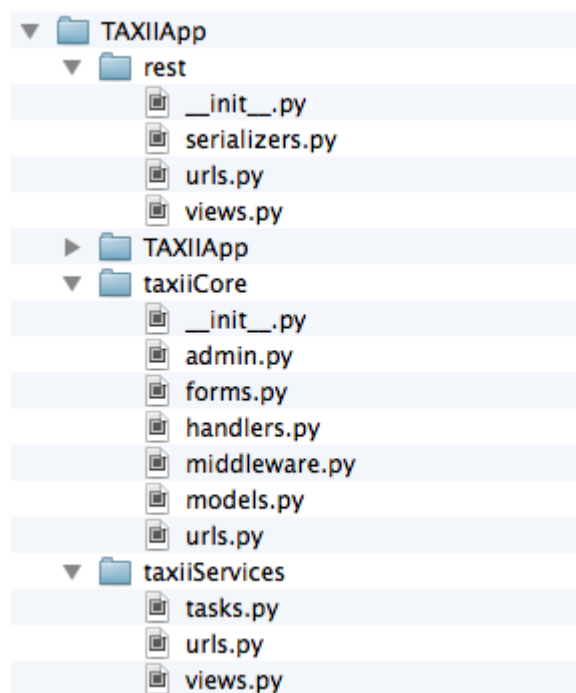 TAXIIApp
rest
__init__.py
serializers.py
urls.py
views.py
TAXIIApp
taxiiCore
__init__.py
admin.py
forms.py
handlers.py
middleware.py
models.py
urls.py
taxiiServices
tasks.py
urls.py
views.py